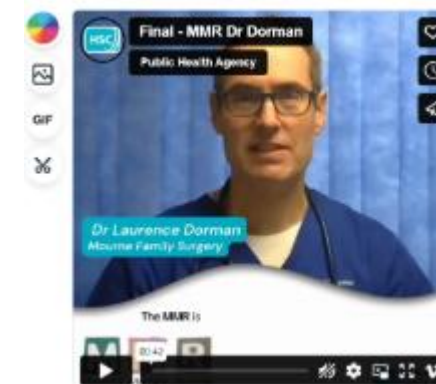 HSC
Final - MMR Dr Dorman
Public Health Agency
GIF
Dr Laurence Dorman
Mourne Family Surgery
The MMR is
00:42